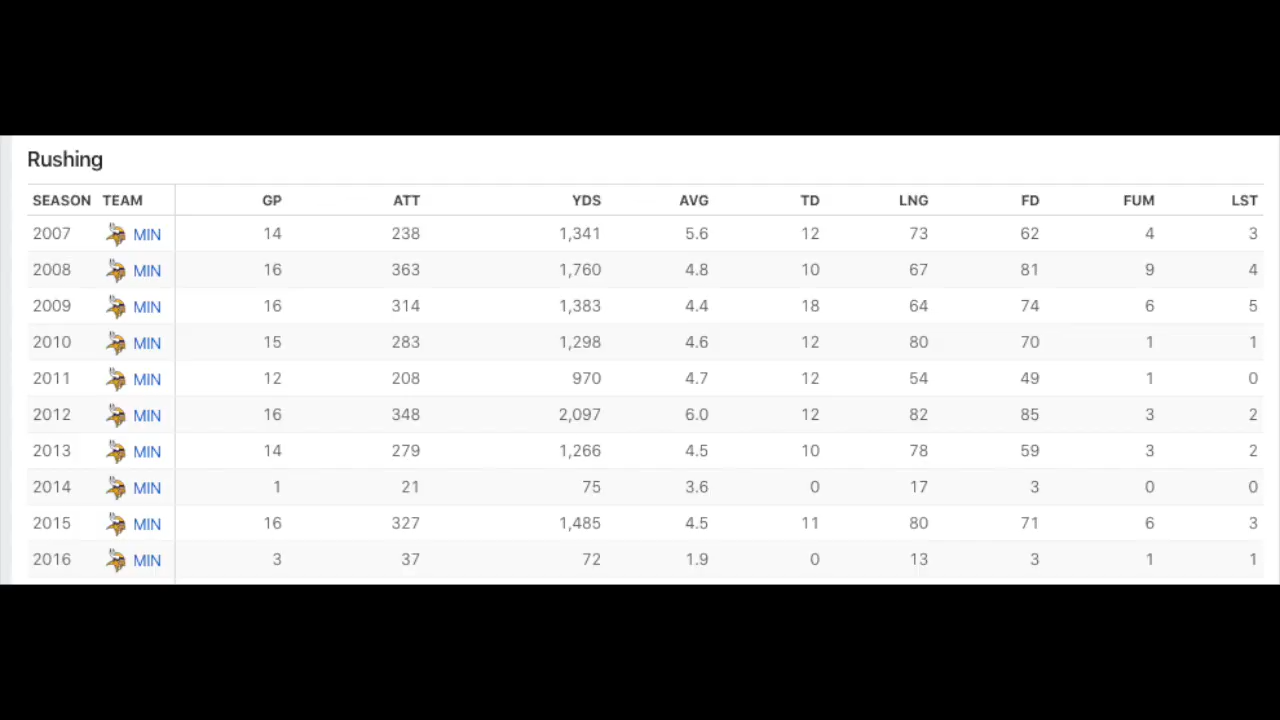 Rushing
SEASON TEAM GP ATT YDS AVG TD LNG FD FUM LST
2007 MIN 14 238 1,341 5.6 12 73 62 4 3
2008 MIN 16 363 1,760 4.8 10 67 81 9 4
2009 MIN 16 314 1,383 4.4 18 64 74 6 5
2010 MIN 15 283 1,298 4.6 12 80 70 1 1
2011 MIN 12 208 970 4.7 12 54 49 1 0
2012 MIN 16 348 2,097 6.0 12 82 85 3 2
2013 MIN 14 279 1,266 4.5 10 78 59 3 2
2014 MIN 1 21 75 3.6 0 17 3 0 0
2015 MIN 16 327 1,485 4.5 11 80 71 6 3
2016 MIN 3 37 72 1.9 0 13 3 1 1